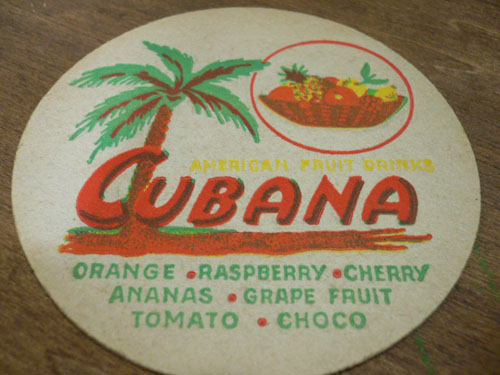 AMERICAN FRUIT DRINKS
CUBANA
ORANGE • RASPBERRY • CHERRY
ANANAS • GRAPE FRUIT
TOMATO • CHOCO